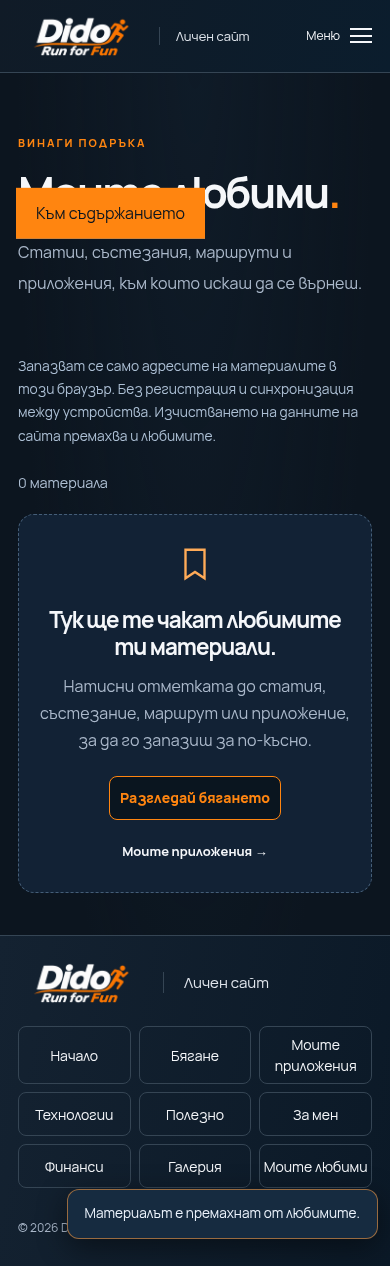 Dido
Run for Fun
Личен сайт
Меню
ВИНАГИ ПОДРЪКА
Моите любими.
Към съдържанието
Статии, състезания, маршрути и
приложения, към които искаш да се върнеш.
Запазват се само адресите на материалите в
този браузър. Без регистрация и синхронизация
между устройства. Изчистването на данните на
сайта премахва и любимите.
0 материала
Тук ще те чакат любимите
ти материали.
Натисни отметката до статия,
състезание, маршрут или приложение,
за да го запазиш за по-късно.
Разгледай бягането
Моите приложения →
Dido
Run for Fun
Личен сайт
Начало
Бягане
Моите
приложения
Технологии
Полезно
За мен
Финанси
Галерия
Моите любими
© 2026
Материалът е премахнат от любимите.